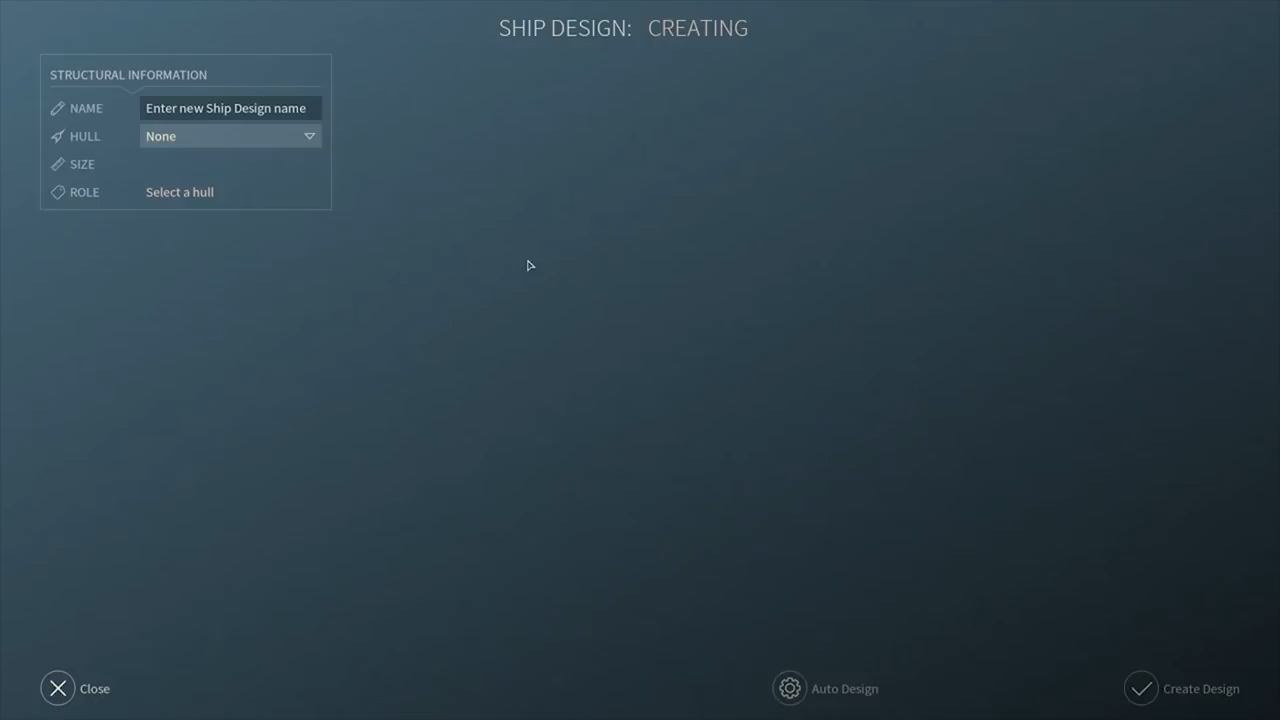 SHIP DESIGN: CREATING
STRUCTURAL INFORMATION
NAME Enter new Ship Design name
HULL None
SIZE
ROLE Select a hull
Close Auto Design Create Design